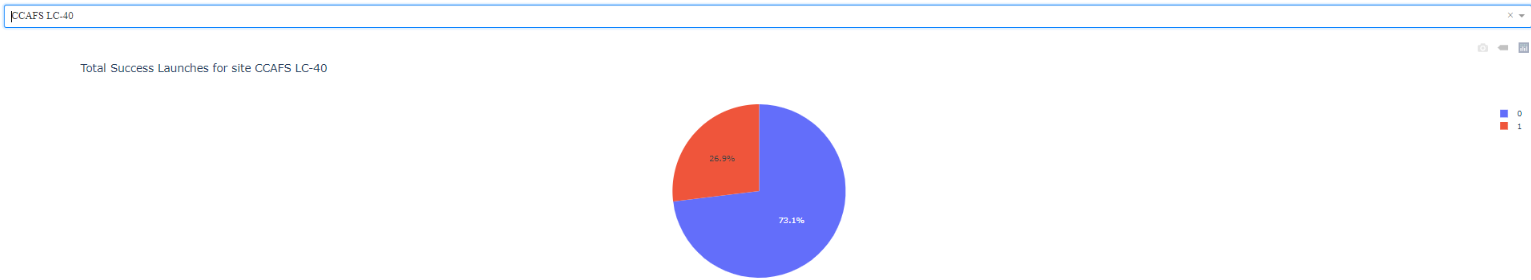 CCAFS LC-40
Total Success Launches for site CCAFS LC-40
0
1
26.9%
73.1%